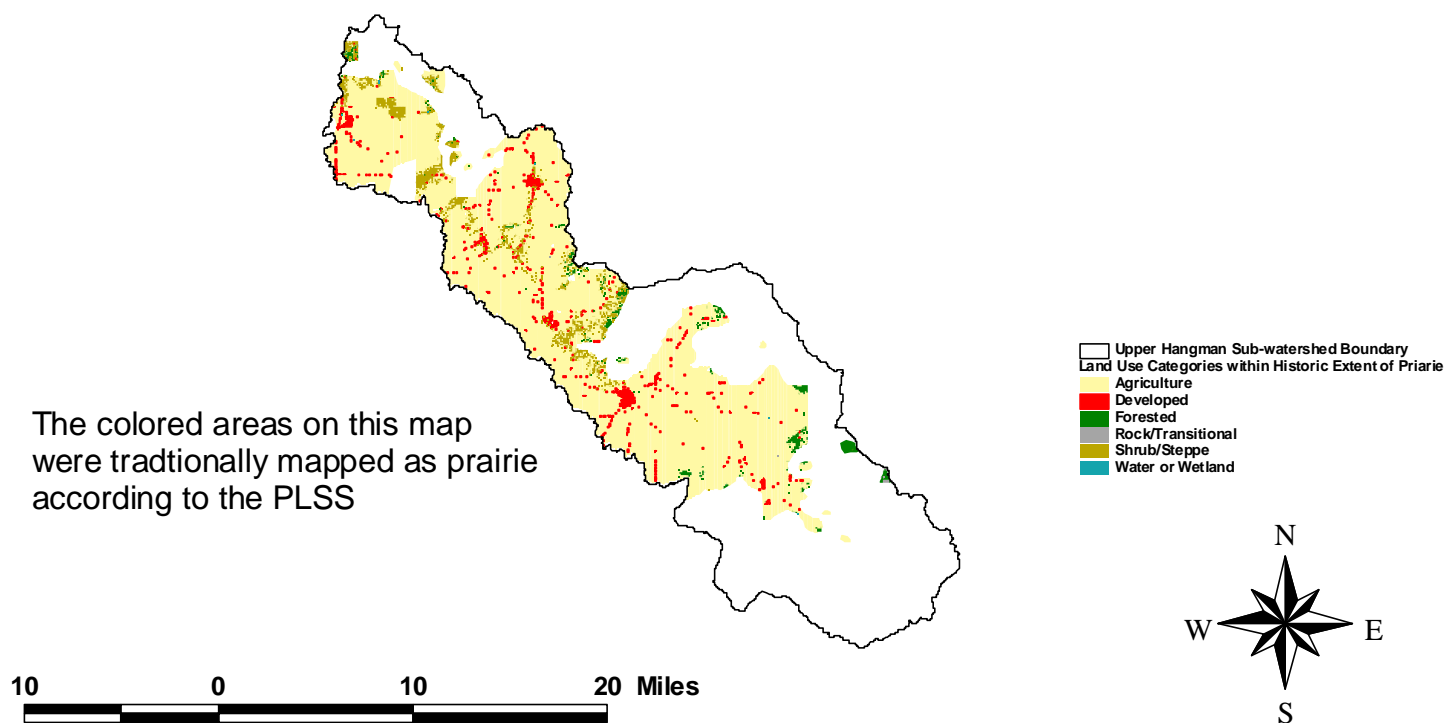 Upper Hangman Sub-watershed Boundary
Land Use Categories within Historic Extent of Priarie
Agriculture
Developed
Forested
Rock/Transitional
Shrub/Steppe
Water or Wetland
The colored areas on this map
were tradtionally mapped as prairie
according to the PLSS
N
W E
S
10 0 10 20 Miles